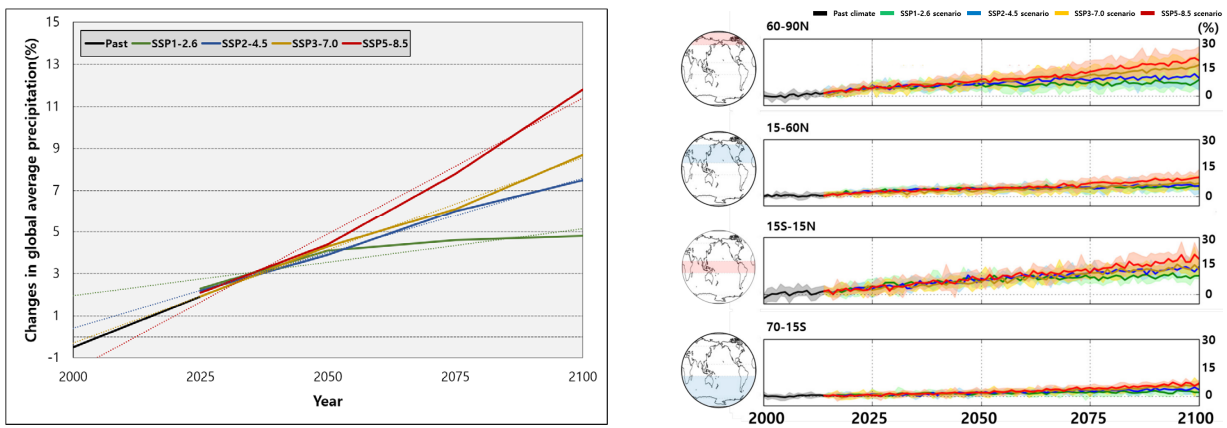 Changes in global average precipitation(%)
15
13
11
9
7
5
3
1
-1
Past SSP1-2.6 SSP2-4.5 SSP3-7.0 SSP5-8.5
2000 2025 2050 2075 2100
Year
Past climate SSP1-2.6 scenario SSP2-4.5 scenario SSP3-7.0 scenario SSP5-8.5 scenario
60-90N (%)
30
15
0
15-60N
30
15
0
15S-15N
30
15
0
70-15S
30
15
0
2000 2025 2050 2075 2100